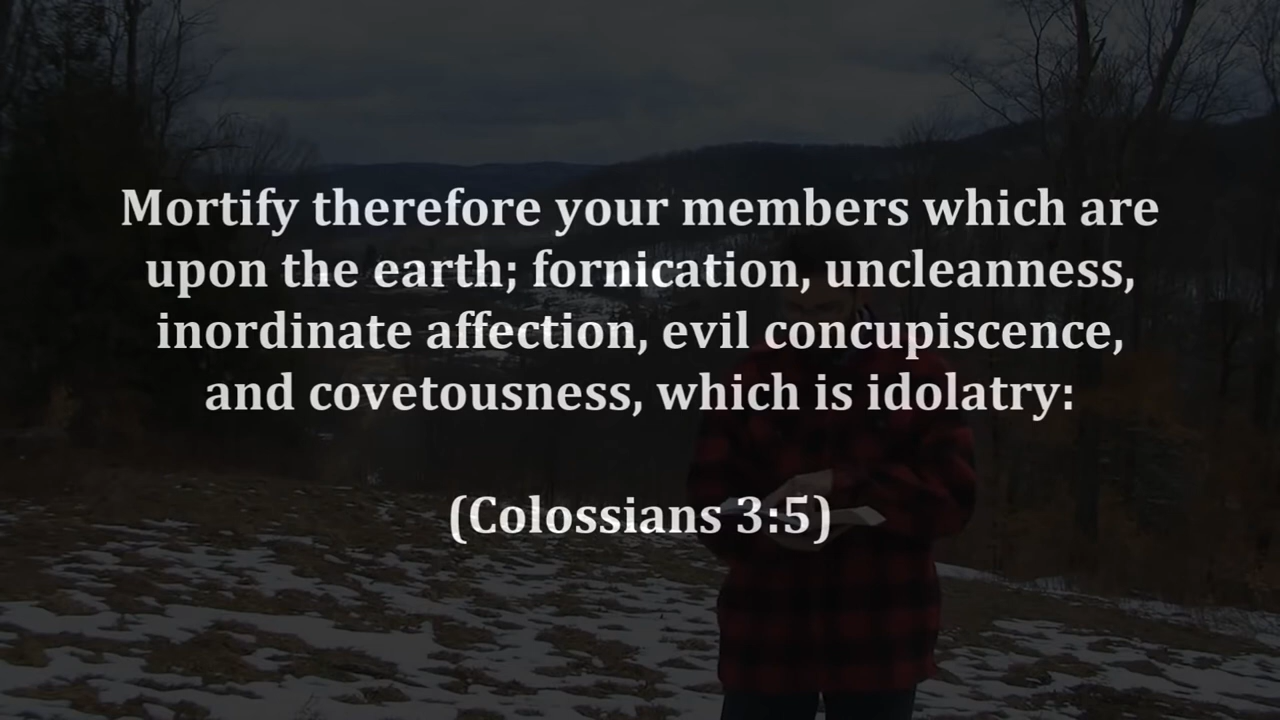 Mortify therefore your members which are
upon the earth; fornication, uncleanness,
inordinate affection, evil concupiscence,
and covetousness, which is idolatry:
(Colossians 3:5)